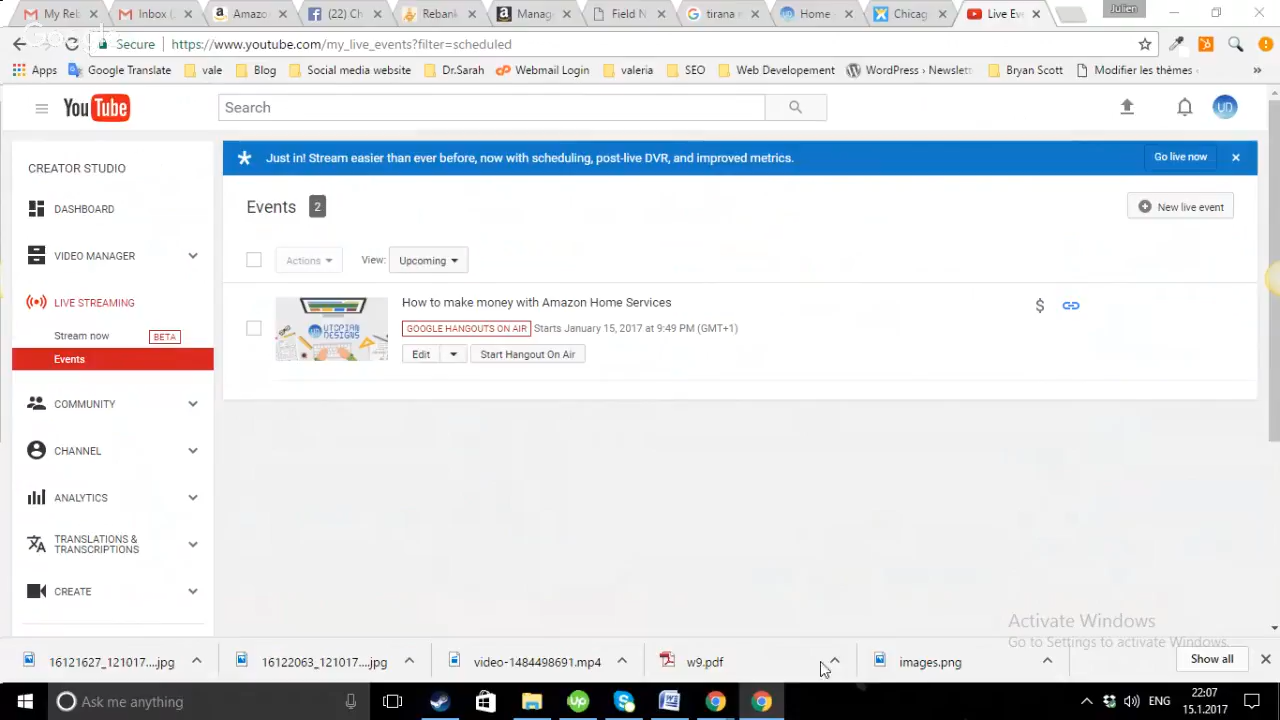 My Reb
Inbox (
Amazo
(22) Ch
Rebank
Manag
Field N
tirans
Home -
Chicag
Live Eve
Julien
Secure
https://www.youtube.com/my_live_events?filter=scheduled
Apps
Google Translate
vale
Blog
Social media website
Dr.Sarah
Webmail Login
valeria
SEO
Web Developement
WordPress › Newslett
Bryan Scott
Modifier les thèmes
»
YouTube
Search
UD
CREATOR STUDIO
Just in! Stream easier than ever before, now with scheduling, post-live DVR, and improved metrics.
Go live now
DASHBOARD
Events 2
New live event
VIDEO MANAGER
Actions
View:
Upcoming
LIVE STREAMING
How to make money with Amazon Home Services
UTOPIAN
DESIGNS
GOOGLE HANGOUTS ON AIR Starts January 15, 2017 at 9:49 PM (GMT+1)
Stream now BETA
Edit
Start Hangout On Air
Events
COMMUNITY
CHANNEL
ANALYTICS
TRANSLATIONS &
TRANSCRIPTIONS
CREATE
Activate Windows
Go to Settings to activate Windows.
16121627_121017....jpg
16122063_121017....jpg
video-1484498691.mp4
w9.pdf
images.png
Show all
Ask me anything
ENG
22:07
15.1.2017